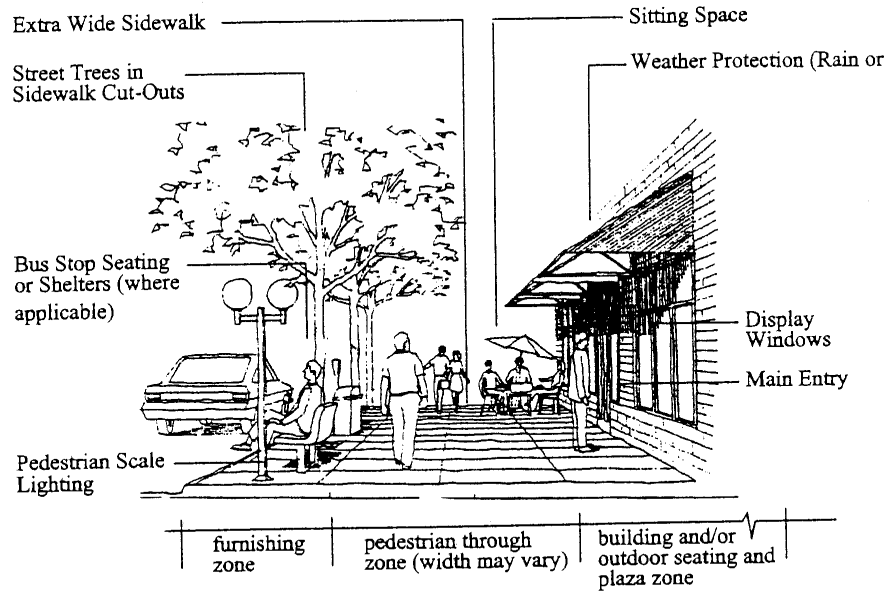 Extra Wide Sidewalk
Sitting Space
Street Trees in
Sidewalk Cut-Outs
Weather Protection (Rain or
Bus Stop Seating
or Shelters (where
applicable)
Display
Windows
Main Entry
Pedestrian Scale
Lighting
furnishing
zone
pedestrian through
zone (width may vary)
building and/or
outdoor seating and
plaza zone